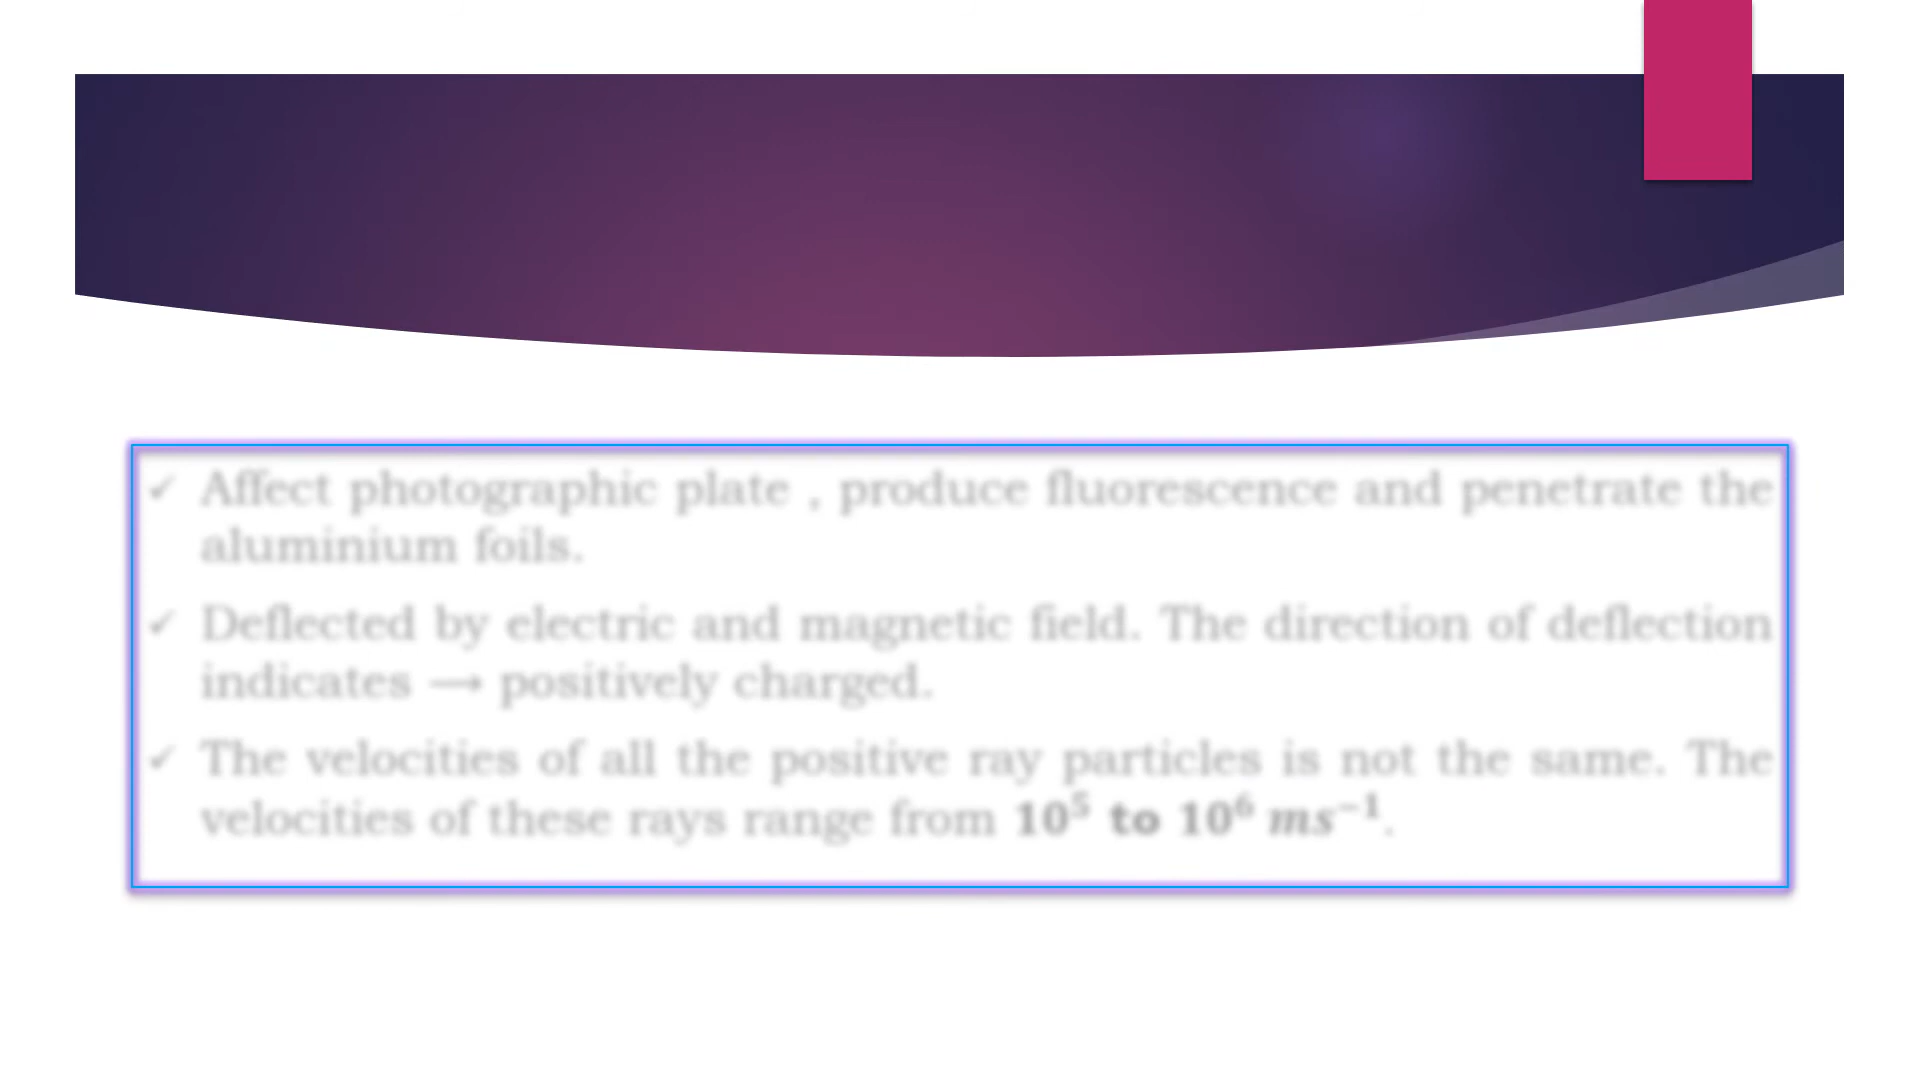 ✓ Affect photographic plate , produce fluorescence and penetrate the
aluminium foils.
✓ Deflected by electric and magnetic field. The direction of deflection
indicates ⟶ positively charged.
✓ The velocities of all the positive ray particles is not the same. The
velocities of these rays range from 10⁵ to 10⁶ ms⁻¹.